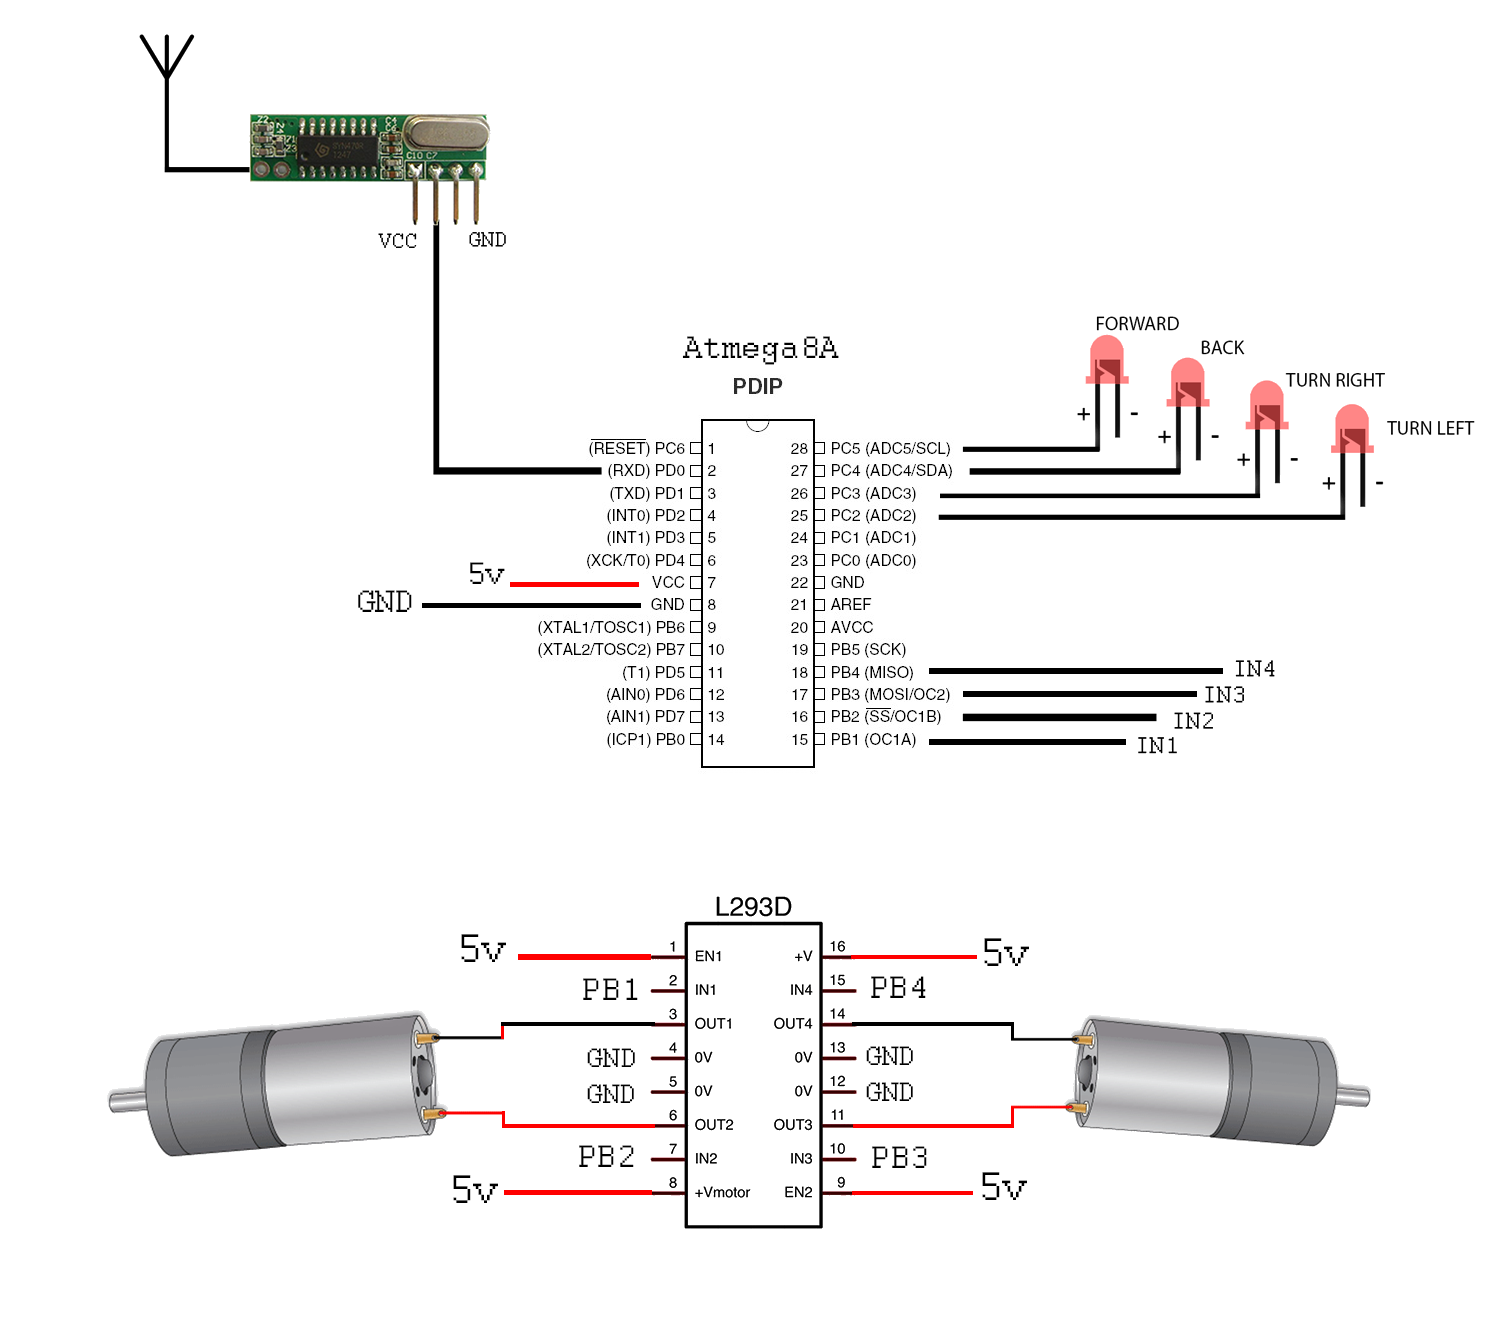 Z2
C10 C7
VCC
GND
Atmega8A
PDIP
FORWARD
BACK
TURN RIGHT
TURN LEFT
+ -
+ -
+ -
+ -
(RESET) PC6 1
(RXD) PD0 2
(TXD) PD1 3
(INT0) PD2 4
(INT1) PD3 5
(XCK/T0) PD4 6
5v
VCC 7
GND
GND 8
(XTAL1/TOSC1) PB6 9
(XTAL2/TOSC2) PB7 10
(T1) PD5 11
(AIN0) PD6 12
(AIN1) PD7 13
(ICP1) PB0 14
28 PC5 (ADC5/SCL)
27 PC4 (ADC4/SDA)
26 PC3 (ADC3)
25 PC2 (ADC2)
24 PC1 (ADC1)
23 PC0 (ADC0)
22 GND
21 AREF
20 AVCC
19 PB5 (SCK)
18 PB4 (MISO)
IN4
17 PB3 (MOSI/OC2)
IN3
16 PB2 (SS/OC1B)
IN2
15 PB1 (OC1A)
IN1
L293D
5v 1 EN1
PB1 2 IN1
3 OUT1
GND 4 0V
GND 5 0V
6 OUT2
PB2 7 IN2
5v 8 +Vmotor
+V 16 5v
IN4 15 PB4
OUT4 14
0V 13 GND
0V 12 GND
OUT3 11
IN3 10 PB3
EN2 9 5v